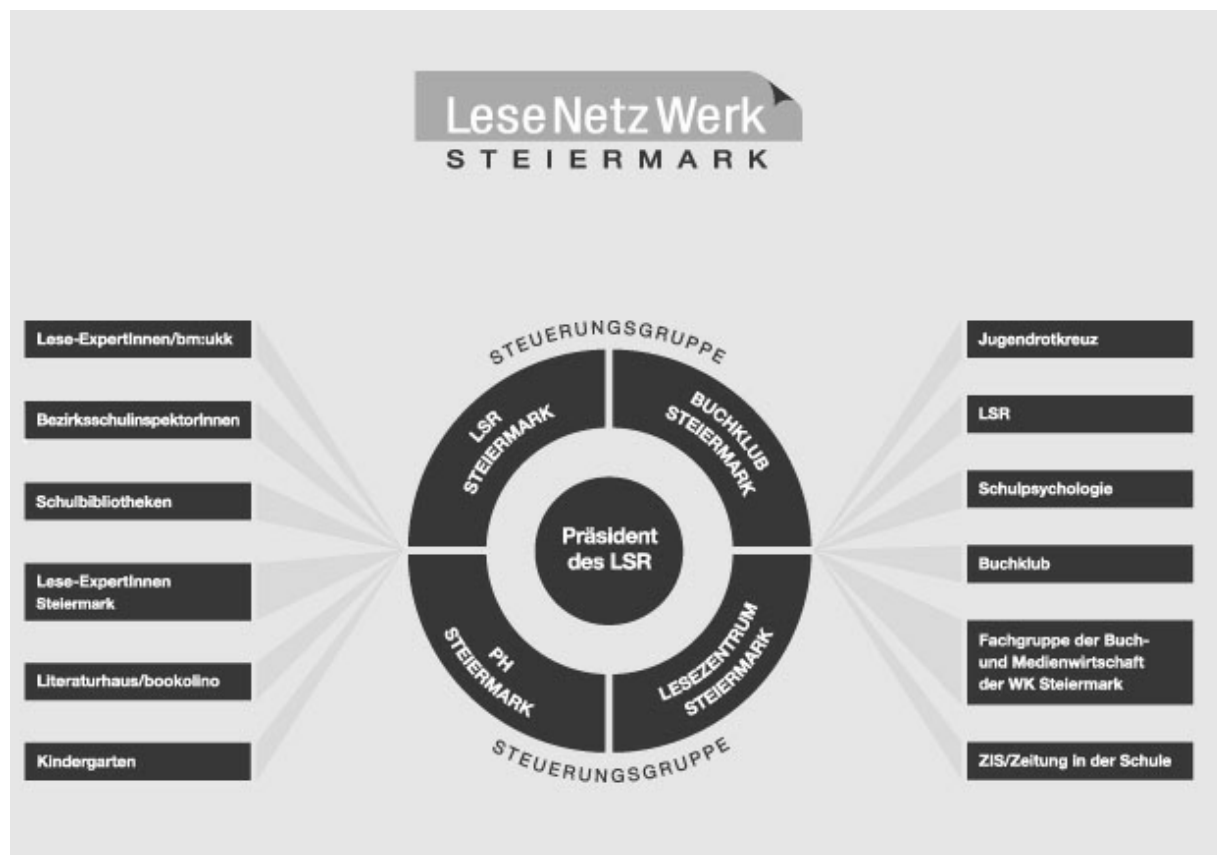 LeseNetzWerk
STEIERMARK
Lese-ExpertInnen/bm:ukk
BezirksschulinspektorInnen
Schulbibliotheken
Lese-ExpertInnen
Steiermark
Literaturhaus/bookolino
Kindergarten
STEUERUNGSGRUPPE
LSR
STEIERMARK
BUCHKLUB
STEIERMARK
Präsident
des LSR
PH
STEIERMARK
LESEZENTRUM
STEIERMARK
STEUERUNGSGRUPPE
Jugendrotkreuz
LSR
Schulpsychologie
Buchklub
Fachgruppe der Buch-
und Medienwirtschaft
der WK Steiermark
ZIS/Zeitung in der Schule